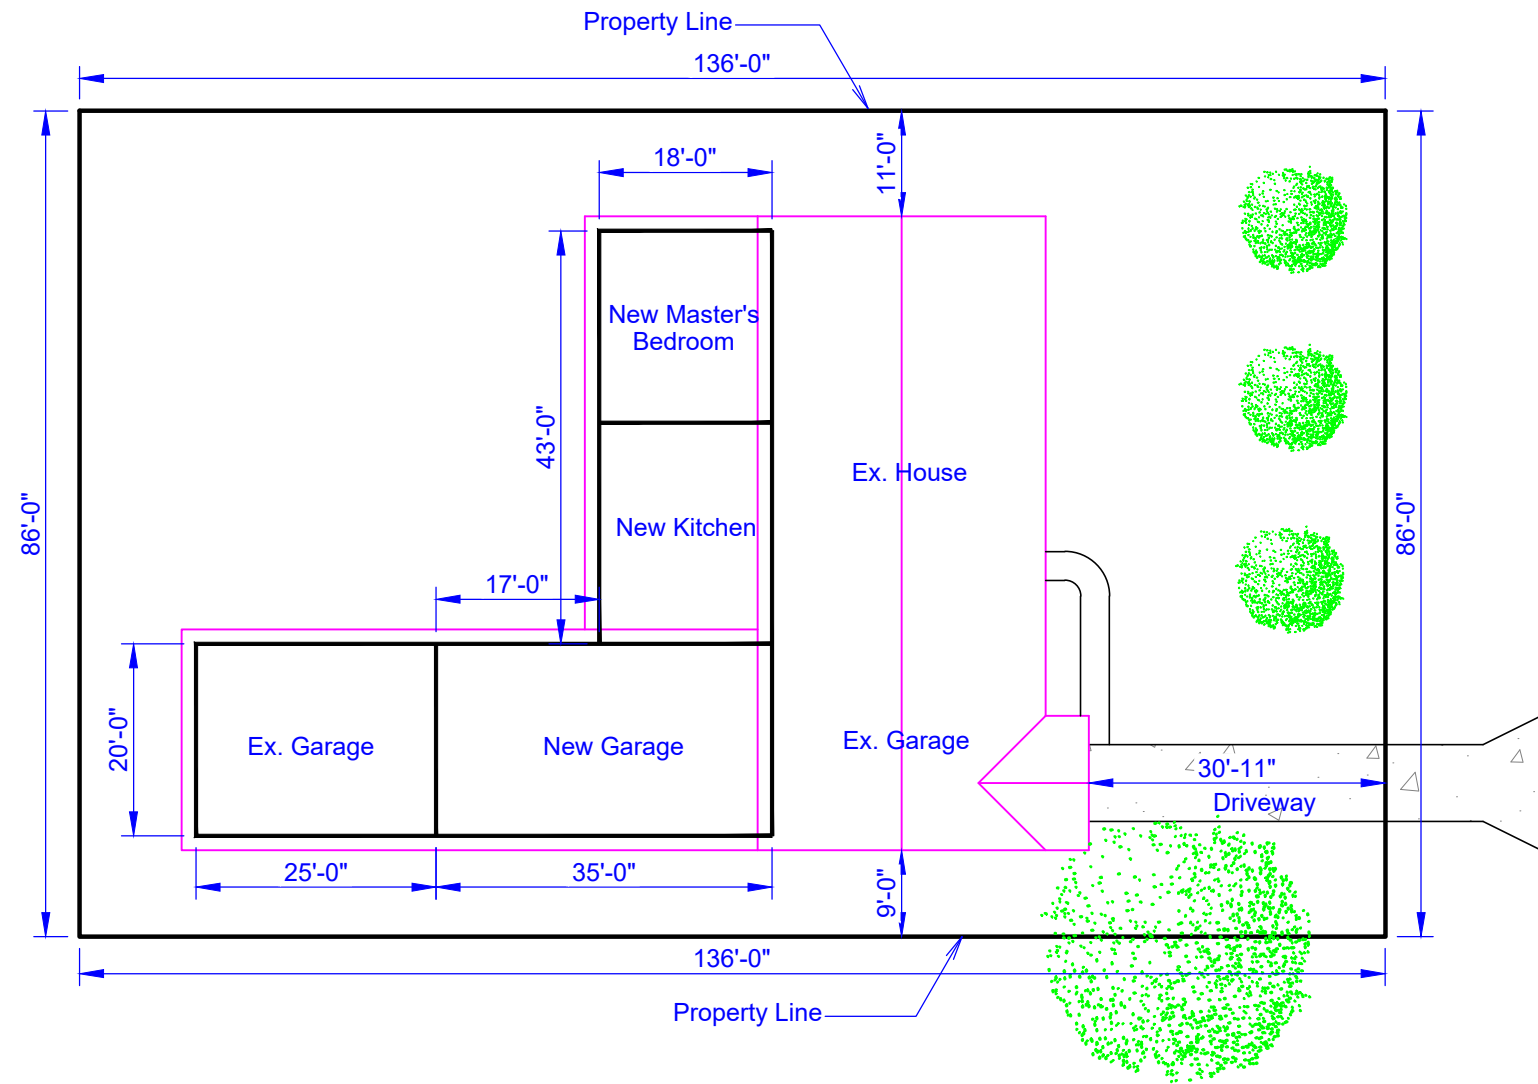 Property Line
136'-0"
18'-0"
11'-0"
New Master's
Bedroom
43'-0"
Ex. House
86'-0"
86'-0"
New Kitchen
17'-0"
20'-0"
Ex. Garage
New Garage
Ex. Garage
30'-11"
Driveway
25'-0"
35'-0"
9'-0"
136'-0"
Property Line